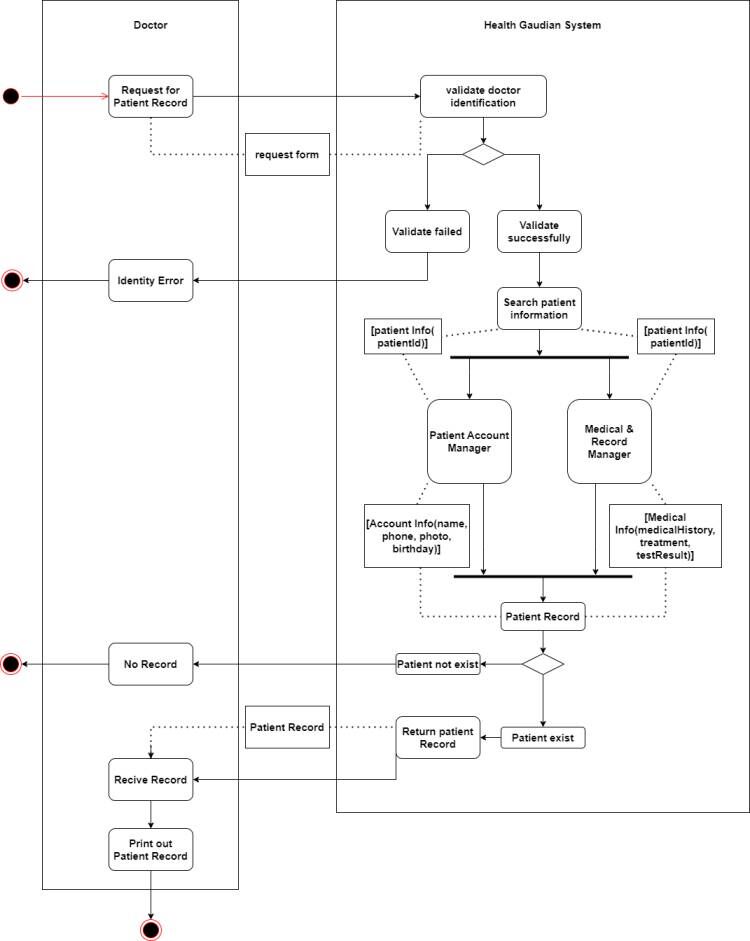 Doctor
Health Gaudian System
Request for
Patient Record
validate doctor
identification
request form
Validate failed
Validate
successfully
Identity Error
Search patient
information
[patient Info(
patientId)]
[patient Info(
patientId)]
Patient Account
Manager
Medical &
Record
Manager
[Account Info(name,
phone, photo,
birthday)]
[Medical
Info(medicalHistory,
treatment,
testResult)]
Patient Record
No Record
Patient not exist
Patient Record
Return patient
Record
Patient exist
Recive Record
Print out
Patient Record